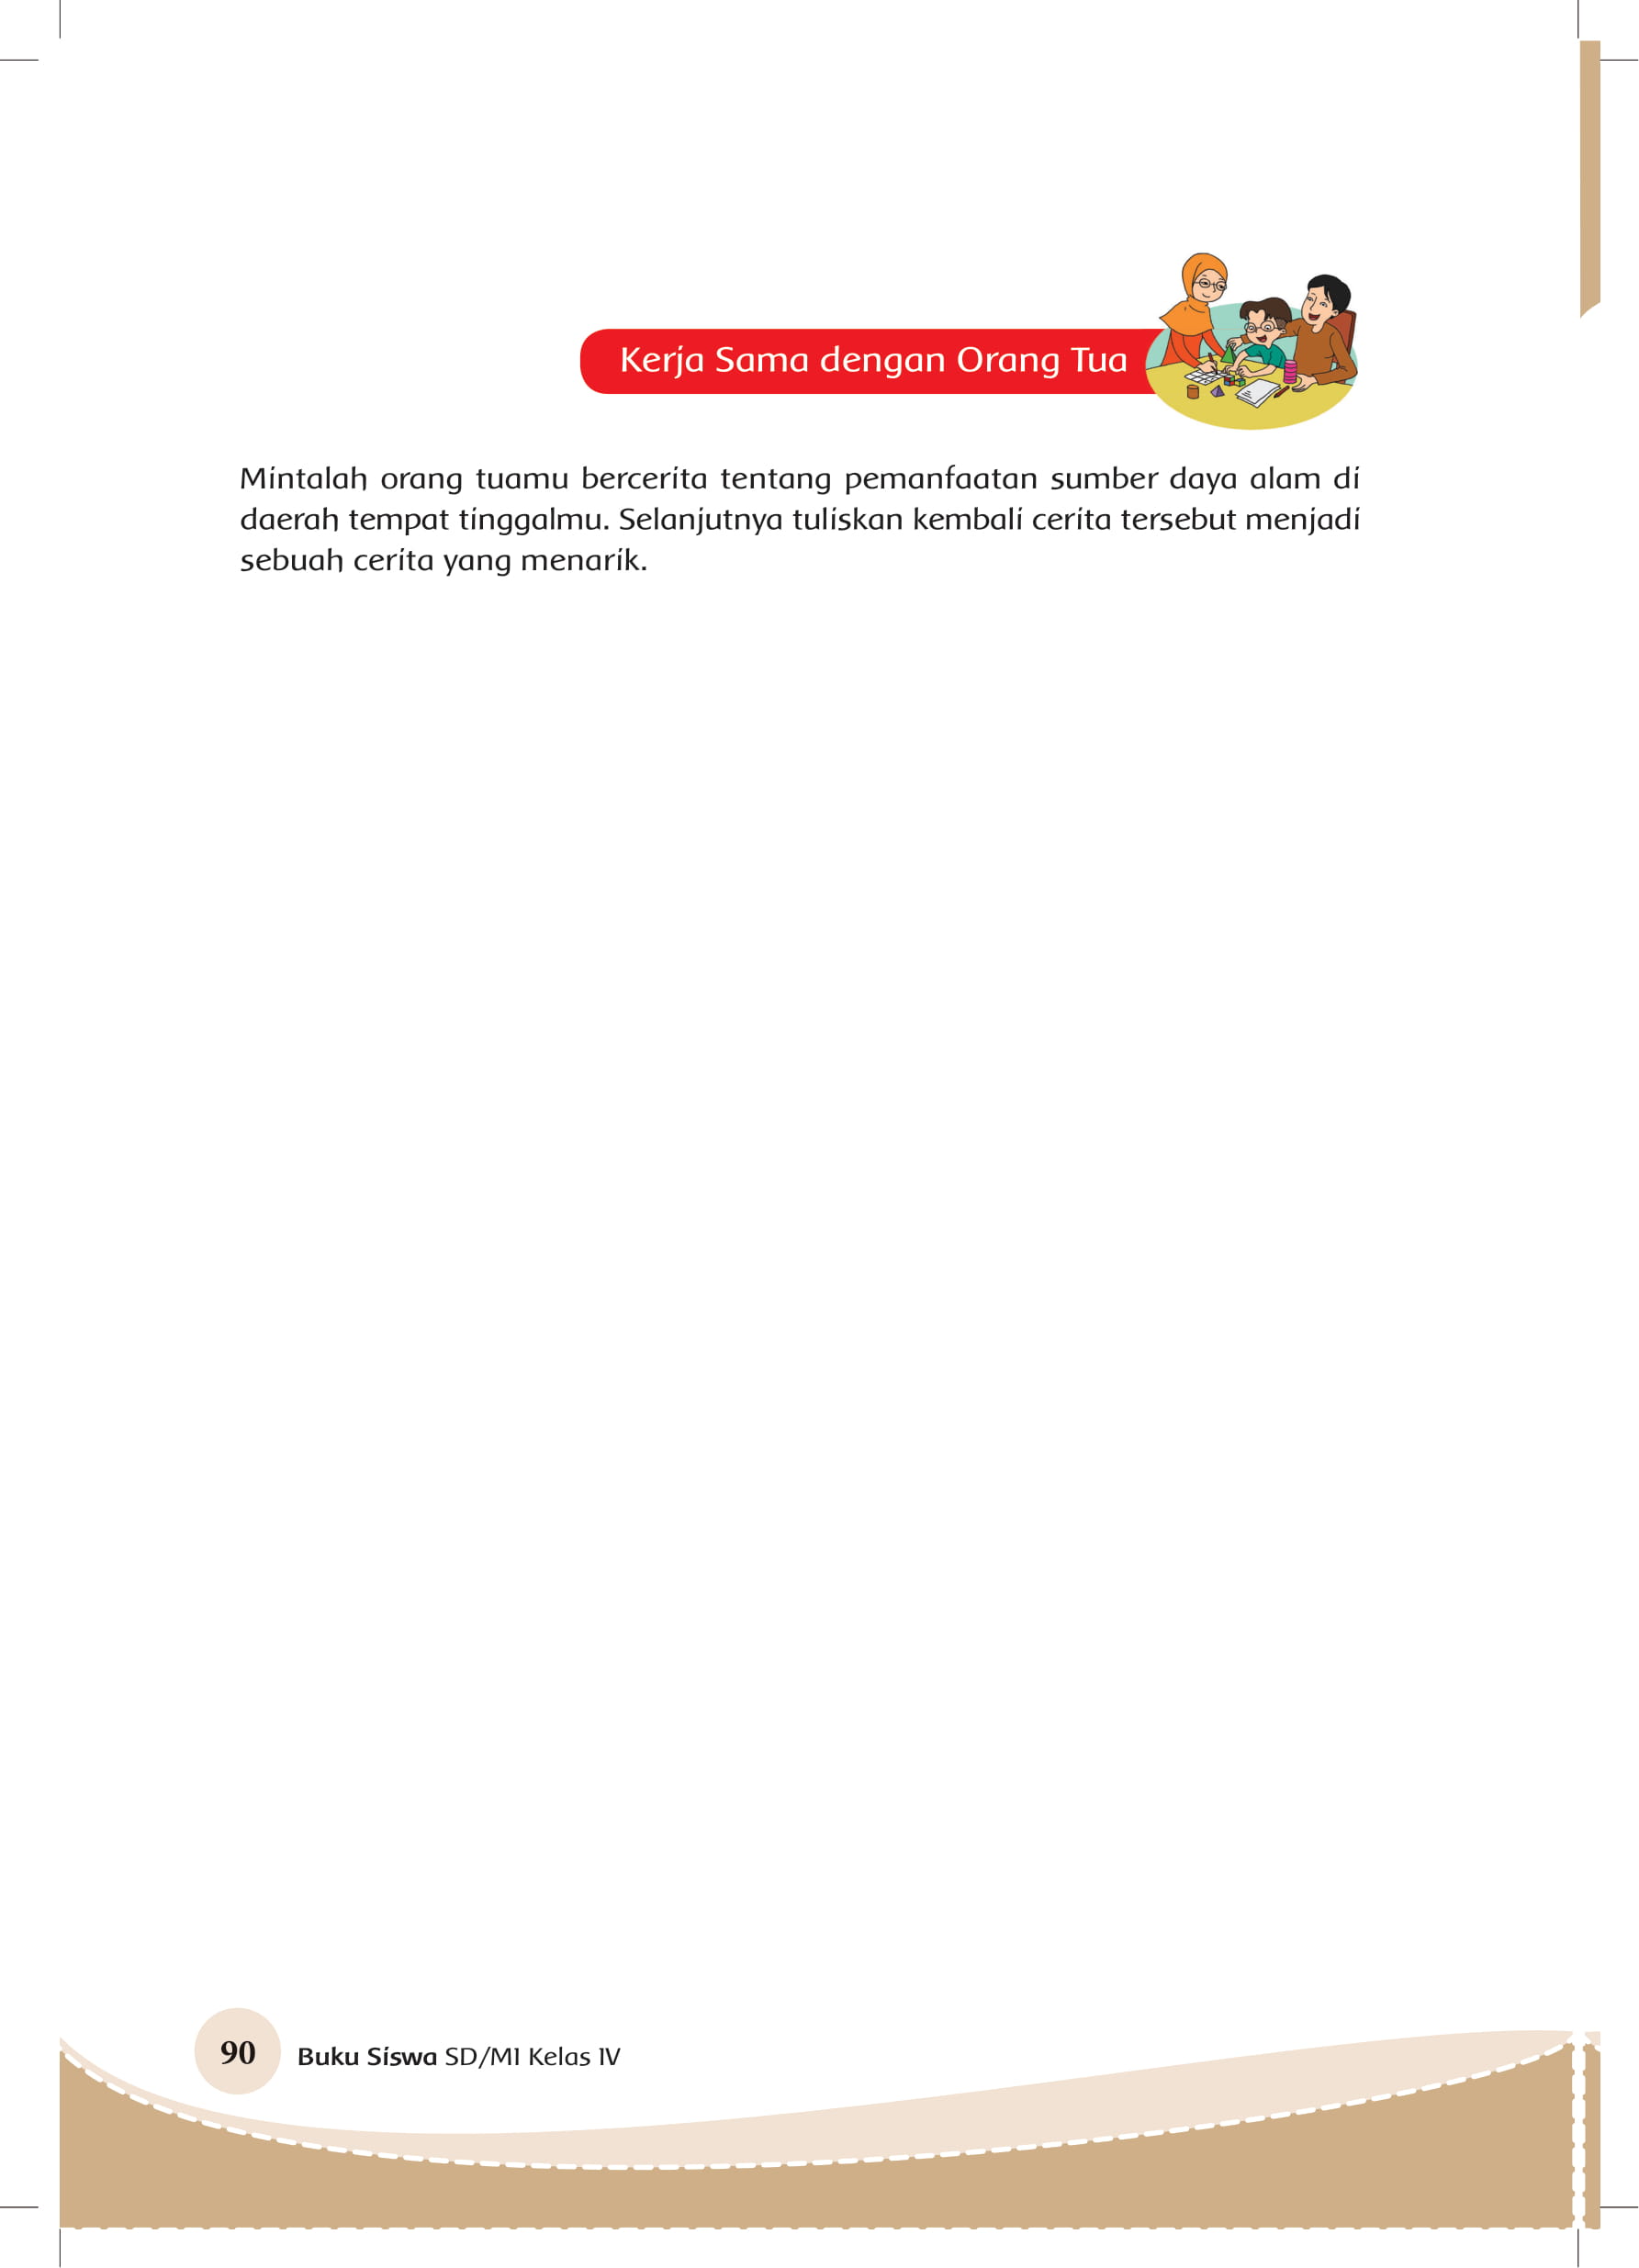 Kerja Sama dengan Orang Tua
Mintalah orang tuamu bercerita tentang pemanfaatan sumber daya alam di
daerah tempat tinggalmu. Selanjutnya tuliskan kembali cerita tersebut menjadi
sebuah cerita yang menarik.
90 Buku Siswa SD/MI Kelas IV